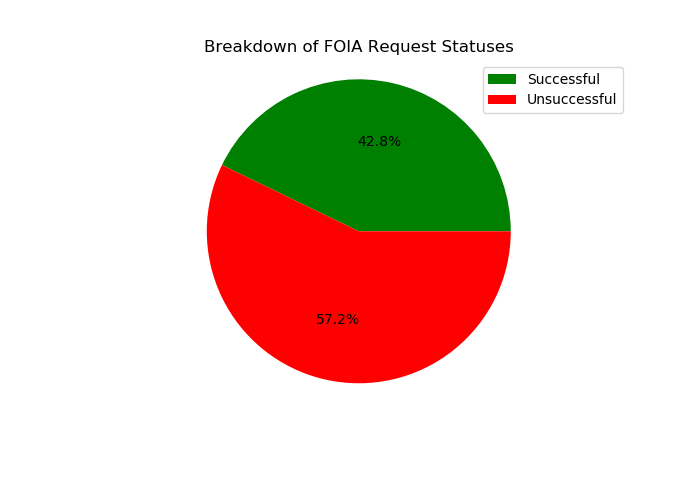 Breakdown of FOIA Request Statuses
Successful
Unsuccessful
42.8%
57.2%